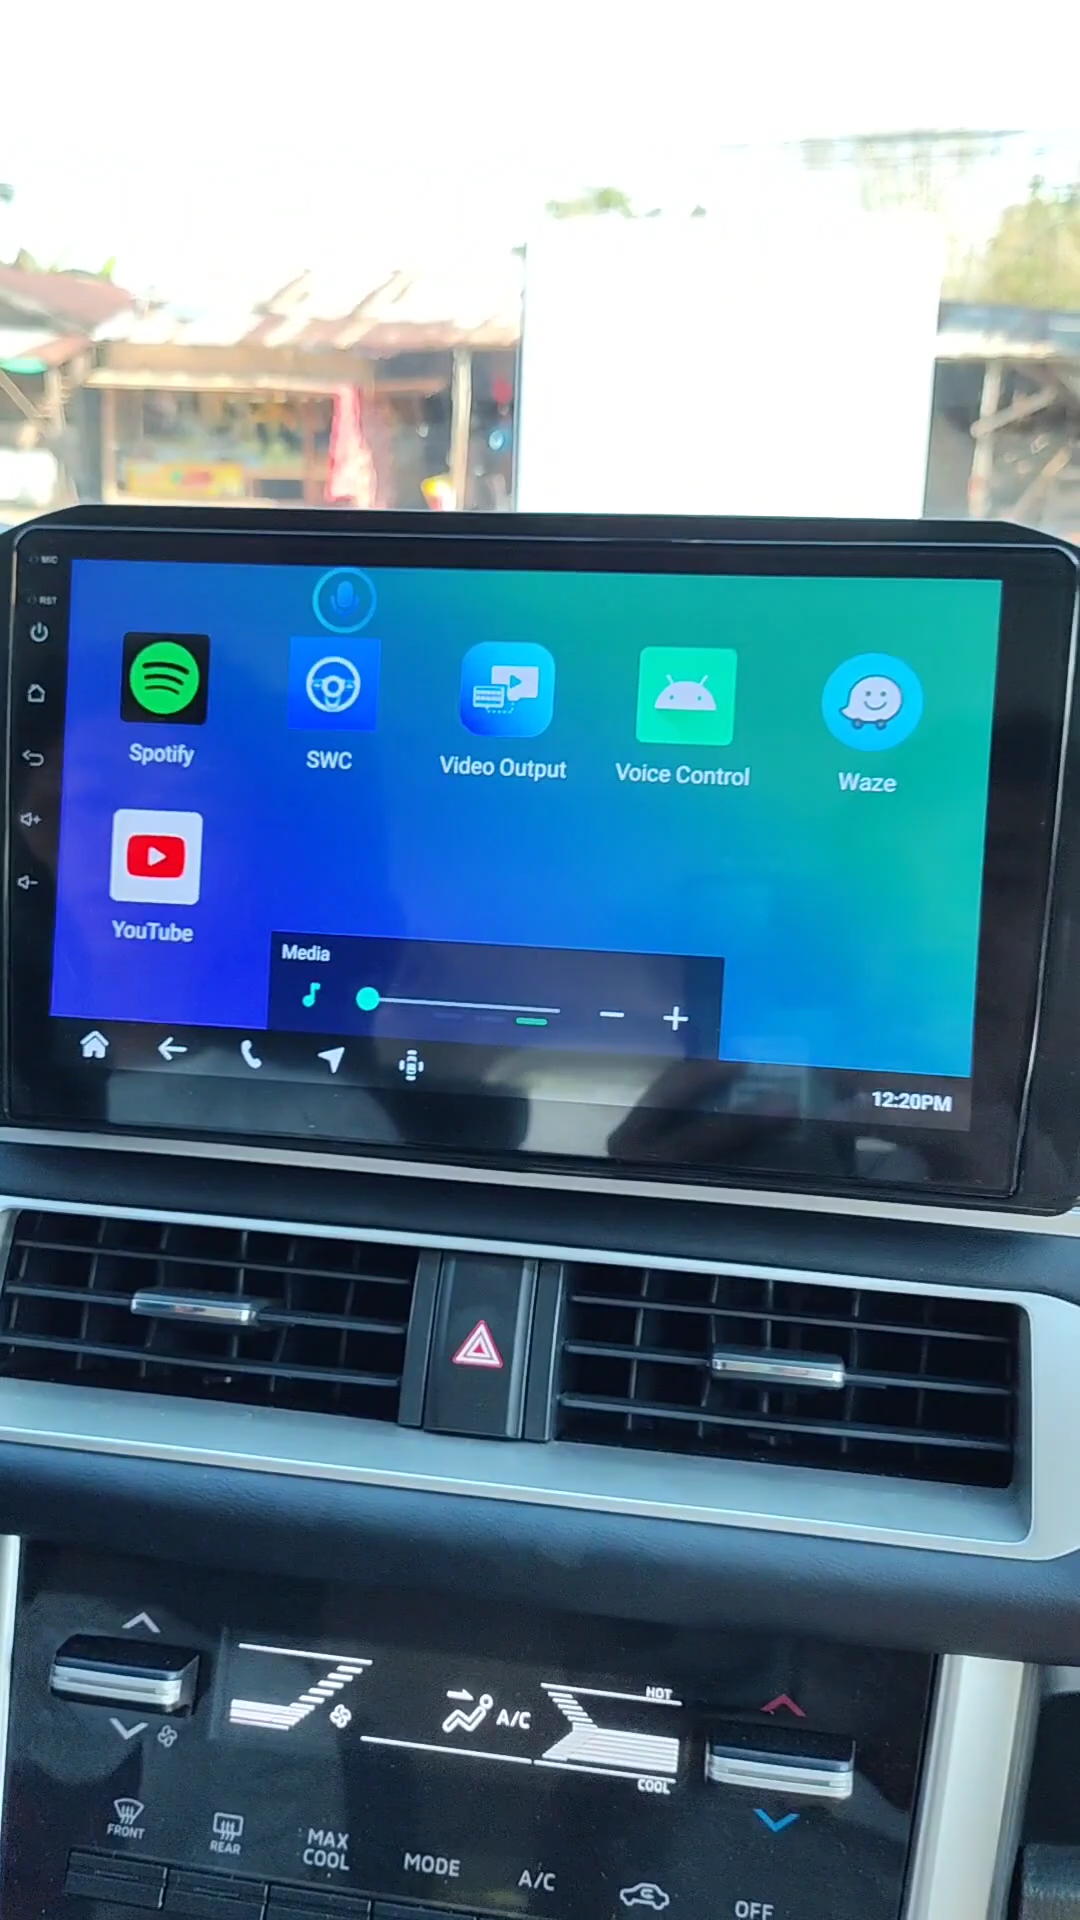 MIC
RST
Spotify
SWC
Video Output
Voice Control
Waze
YouTube
Media
12:20PM
HOT
A/C
COOL
FRONT
REAR
MAX
COOL
MODE
A/C
OFF